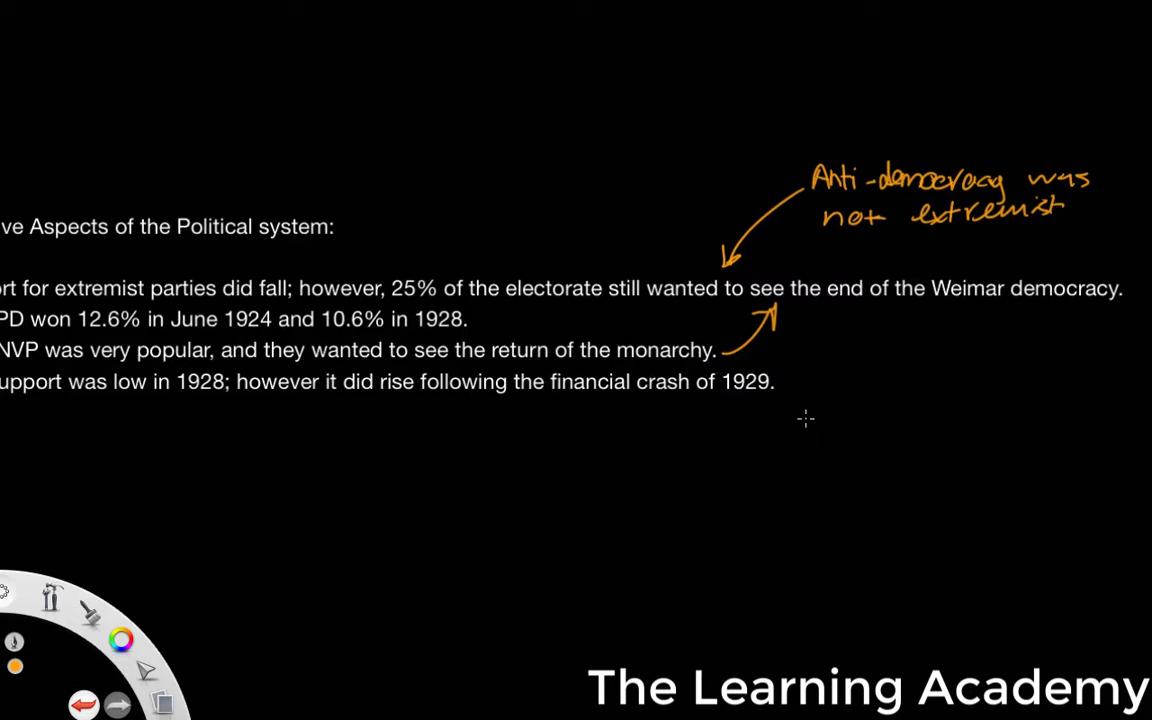 Anti-democracy was
not extremist
ve Aspects of the Political system:
rt for extremist parties did fall; however, 25% of the electorate still wanted to see the end of the Weimar democracy.
PD won 12.6% in June 1924 and 10.6% in 1928.
NVP was very popular, and they wanted to see the return of the monarchy.
upport was low in 1928; however it did rise following the financial crash of 1929.
The Learning Academy